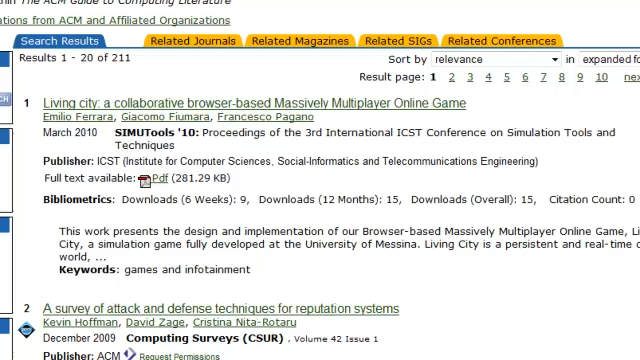 The ACM Guide to Computing Literature
ations from ACM and Affiliated Organizations
Search Results Related Journals Related Magazines Related SIGs Related Conferences
Results 1 - 20 of 211 Sort by relevance in expanded fo
Result page: 1 2 3 4 5 6 7 8 9 10 nex
1 Living city: a collaborative browser-based Massively Multiplayer Online Game
Emilio Ferrara, Giacomo Fiumara, Francesco Pagano
March 2010 SIMUTools '10: Proceedings of the 3rd International ICST Conference on Simulation Tools and
Techniques
Publisher: ICST (Institute for Computer Sciences, Social-Informatics and Telecommunications Engineering)
Full text available: Pdf (281.29 KB)
Bibliometrics: Downloads (6 Weeks): 9, Downloads (12 Months): 15, Downloads (Overall): 15, Citation Count: 0
This work presents the design and implementation of our Browser-based Massively Multiplayer Online Game, Li
City, a simulation game fully developed at the University of Messina. Living City is a persistent and real-time
world, ...
Keywords: games and infotainment
2 A survey of attack and defense techniques for reputation systems
Kevin Hoffman, David Zage, Cristina Nita-Rotaru
December 2009 Computing Surveys (CSUR) , Volume 42 Issue 1
Publisher: ACM Request Permissions